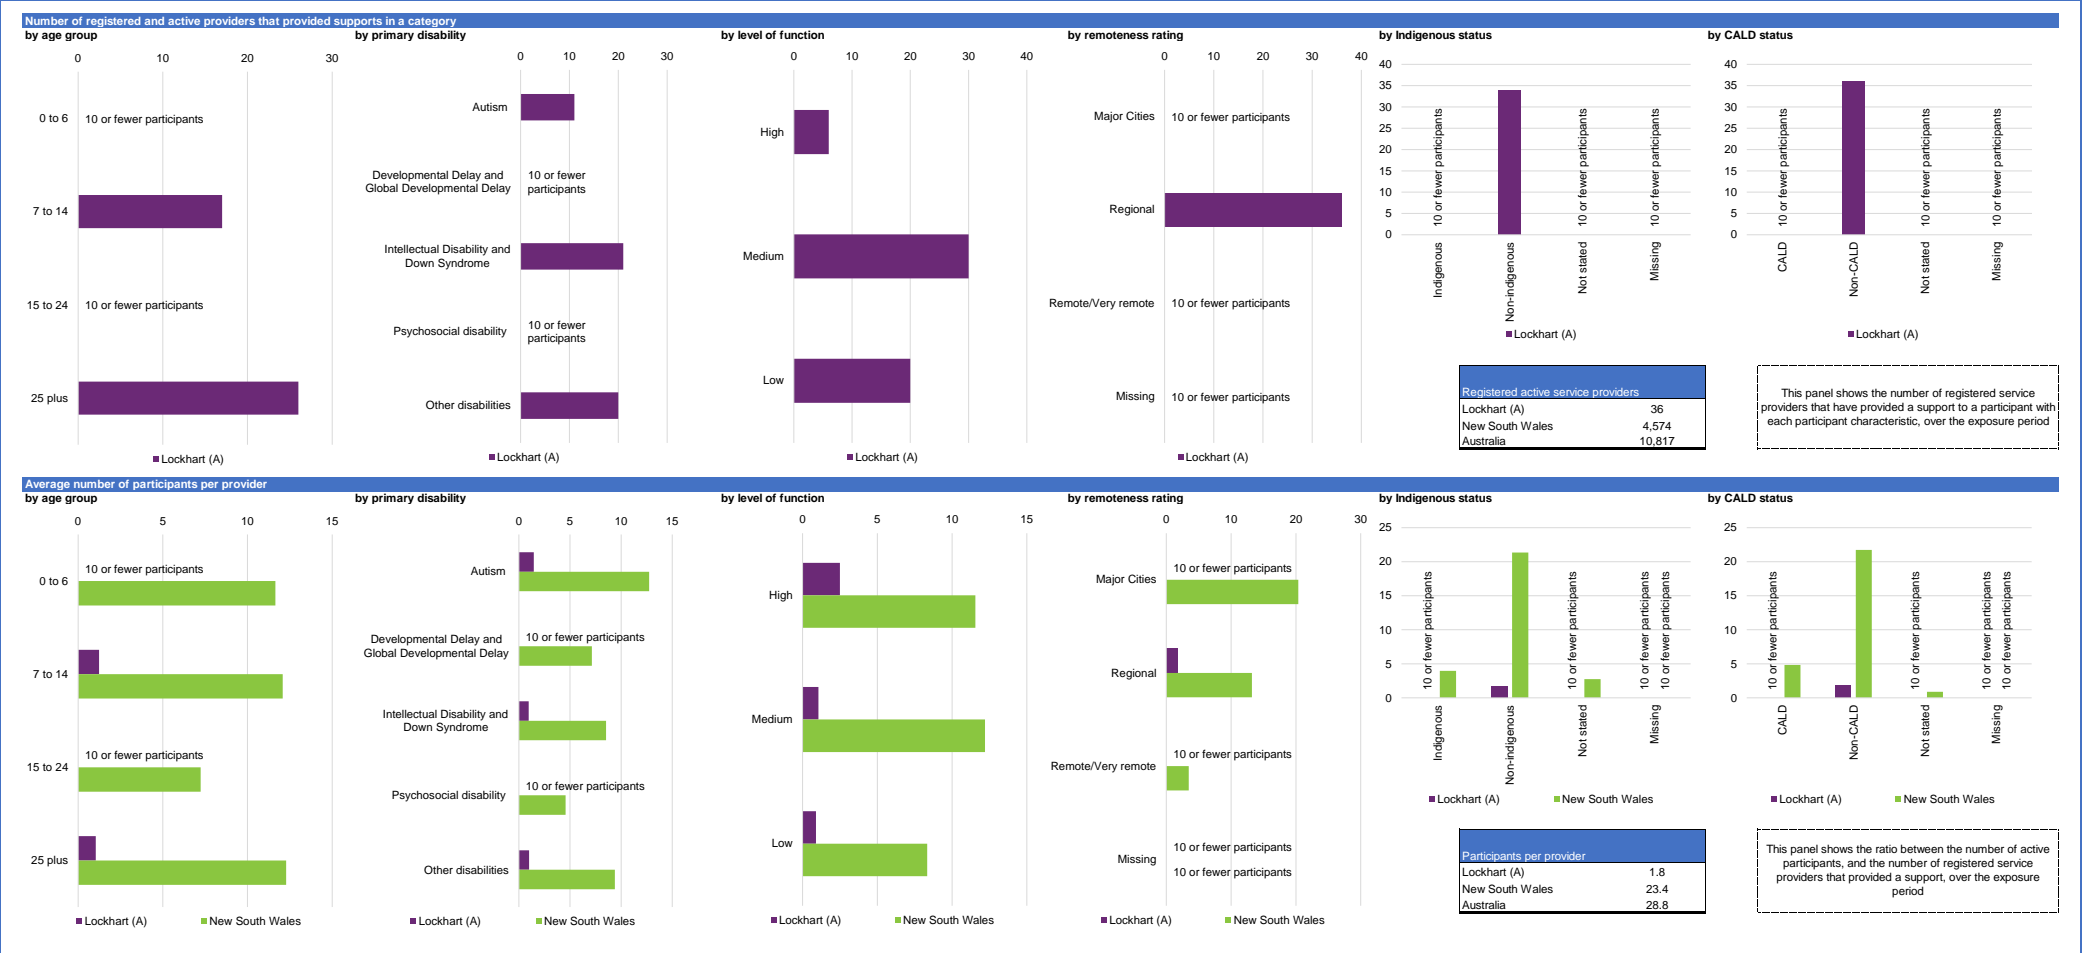 Number of registered and active providers that provided supports in a category
by age group
0 10 20 30
0 to 6
10 or fewer participants
7 to 14
15 to 24
10 or fewer participants
25 plus
Lockhart (A)
by primary disability
0 10 20 30
Autism
Developmental Delay and
Global Developmental Delay
10 or fewer
participants
Intellectual Disability and
Down Syndrome
Psychosocial disability
10 or fewer
participants
Other disabilities
Lockhart (A)
by level of function
0 10 20 30 40
High
Medium
Low
Lockhart (A)
by remoteness rating
0 10 20 30 40
Major Cities
10 or fewer participants
Regional
Remote/Very remote
10 or fewer participants
Missing
10 or fewer participants
Lockhart (A)
by Indigenous status
40
35
30
25
20
15
10
5
0
10 or fewer participants
10 or fewer participants
10 or fewer participants
Indigenous
Non-indigenous
Not stated
Missing
Lockhart (A)
by CALD status
40
35
30
25
20
15
10
5
0
10 or fewer participants
10 or fewer participants
10 or fewer participants
CALD
Non-CALD
Not stated
Missing
Lockhart (A)
Registered active service providers
Lockhart (A) 36
New South Wales 4,574
Australia 10,817
This panel shows the number of registered service
providers that have provided a support to a participant with
each participant characteristic, over the exposure period
Average number of participants per provider
by age group
0 5 10 15
0 to 6
10 or fewer participants
7 to 14
15 to 24
10 or fewer participants
25 plus
Lockhart (A) New South Wales
by primary disability
0 5 10 15
Autism
Developmental Delay and
Global Developmental Delay
10 or fewer participants
Intellectual Disability and
Down Syndrome
Psychosocial disability
10 or fewer participants
Other disabilities
Lockhart (A) New South Wales
by level of function
0 5 10 15
High
Medium
Low
Lockhart (A) New South Wales
by remoteness rating
0 10 20 30
Major Cities
10 or fewer participants
Regional
Remote/Very remote
10 or fewer participants
Missing
10 or fewer participants
10 or fewer participants
Lockhart (A) New South Wales
by Indigenous status
25
20
15
10
5
0
10 or fewer participants
10 or fewer participants
10 or fewer participants
10 or fewer participants
Indigenous
Non-indigenous
Not stated
Missing
Lockhart (A) New South Wales
by CALD status
25
20
15
10
5
0
10 or fewer participants
10 or fewer participants
10 or fewer participants
10 or fewer participants
CALD
Non-CALD
Not stated
Missing
Lockhart (A) New South Wales
Participants per provider
Lockhart (A) 1.8
New South Wales 23.4
Australia 28.8
This panel shows the ratio between the number of active
participants, and the number of registered service
providers that provided a support, over the exposure
period